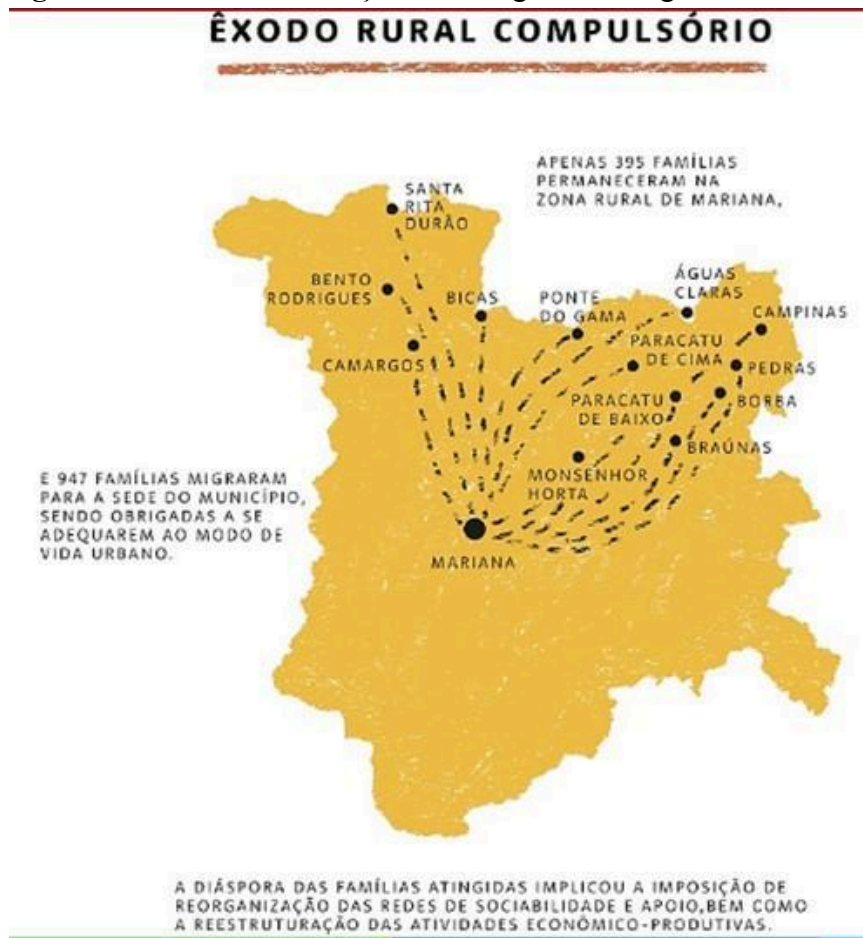 ÊXODO RURAL COMPULSÓRIO
APENAS 395 FAMÍLIAS
PERMANECERAM NA
ZONA RURAL DE MARIANA,
SANTA
RITA
DURÃO
BENTO
RODRIGUES
BICAS
PONTE
DO GAMA
ÁGUAS
CLARAS
CAMPINAS
CAMARGOS
PARACATU
DE CIMA
PEDRAS
PARACATU
DE BAIXO
BORBA
BRAÚNAS
MONSENHOR
HORTA
E 947 FAMÍLIAS MIGRARAM
PARA A SEDE DO MUNICÍPIO,
SENDO OBRIGADAS A SE
ADEQUAREM AO MODO DE
VIDA URBANO.
MARIANA
A DIÁSPORA DAS FAMÍLIAS ATINGIDAS IMPLICOU A IMPOSIÇÃO DE
REORGANIZAÇÃO DAS REDES DE SOCIABILIDADE E APOIO,BEM COMO
A REESTRUTURAÇÃO DAS ATIVIDADES ECONÔMICO-PRODUTIVAS.